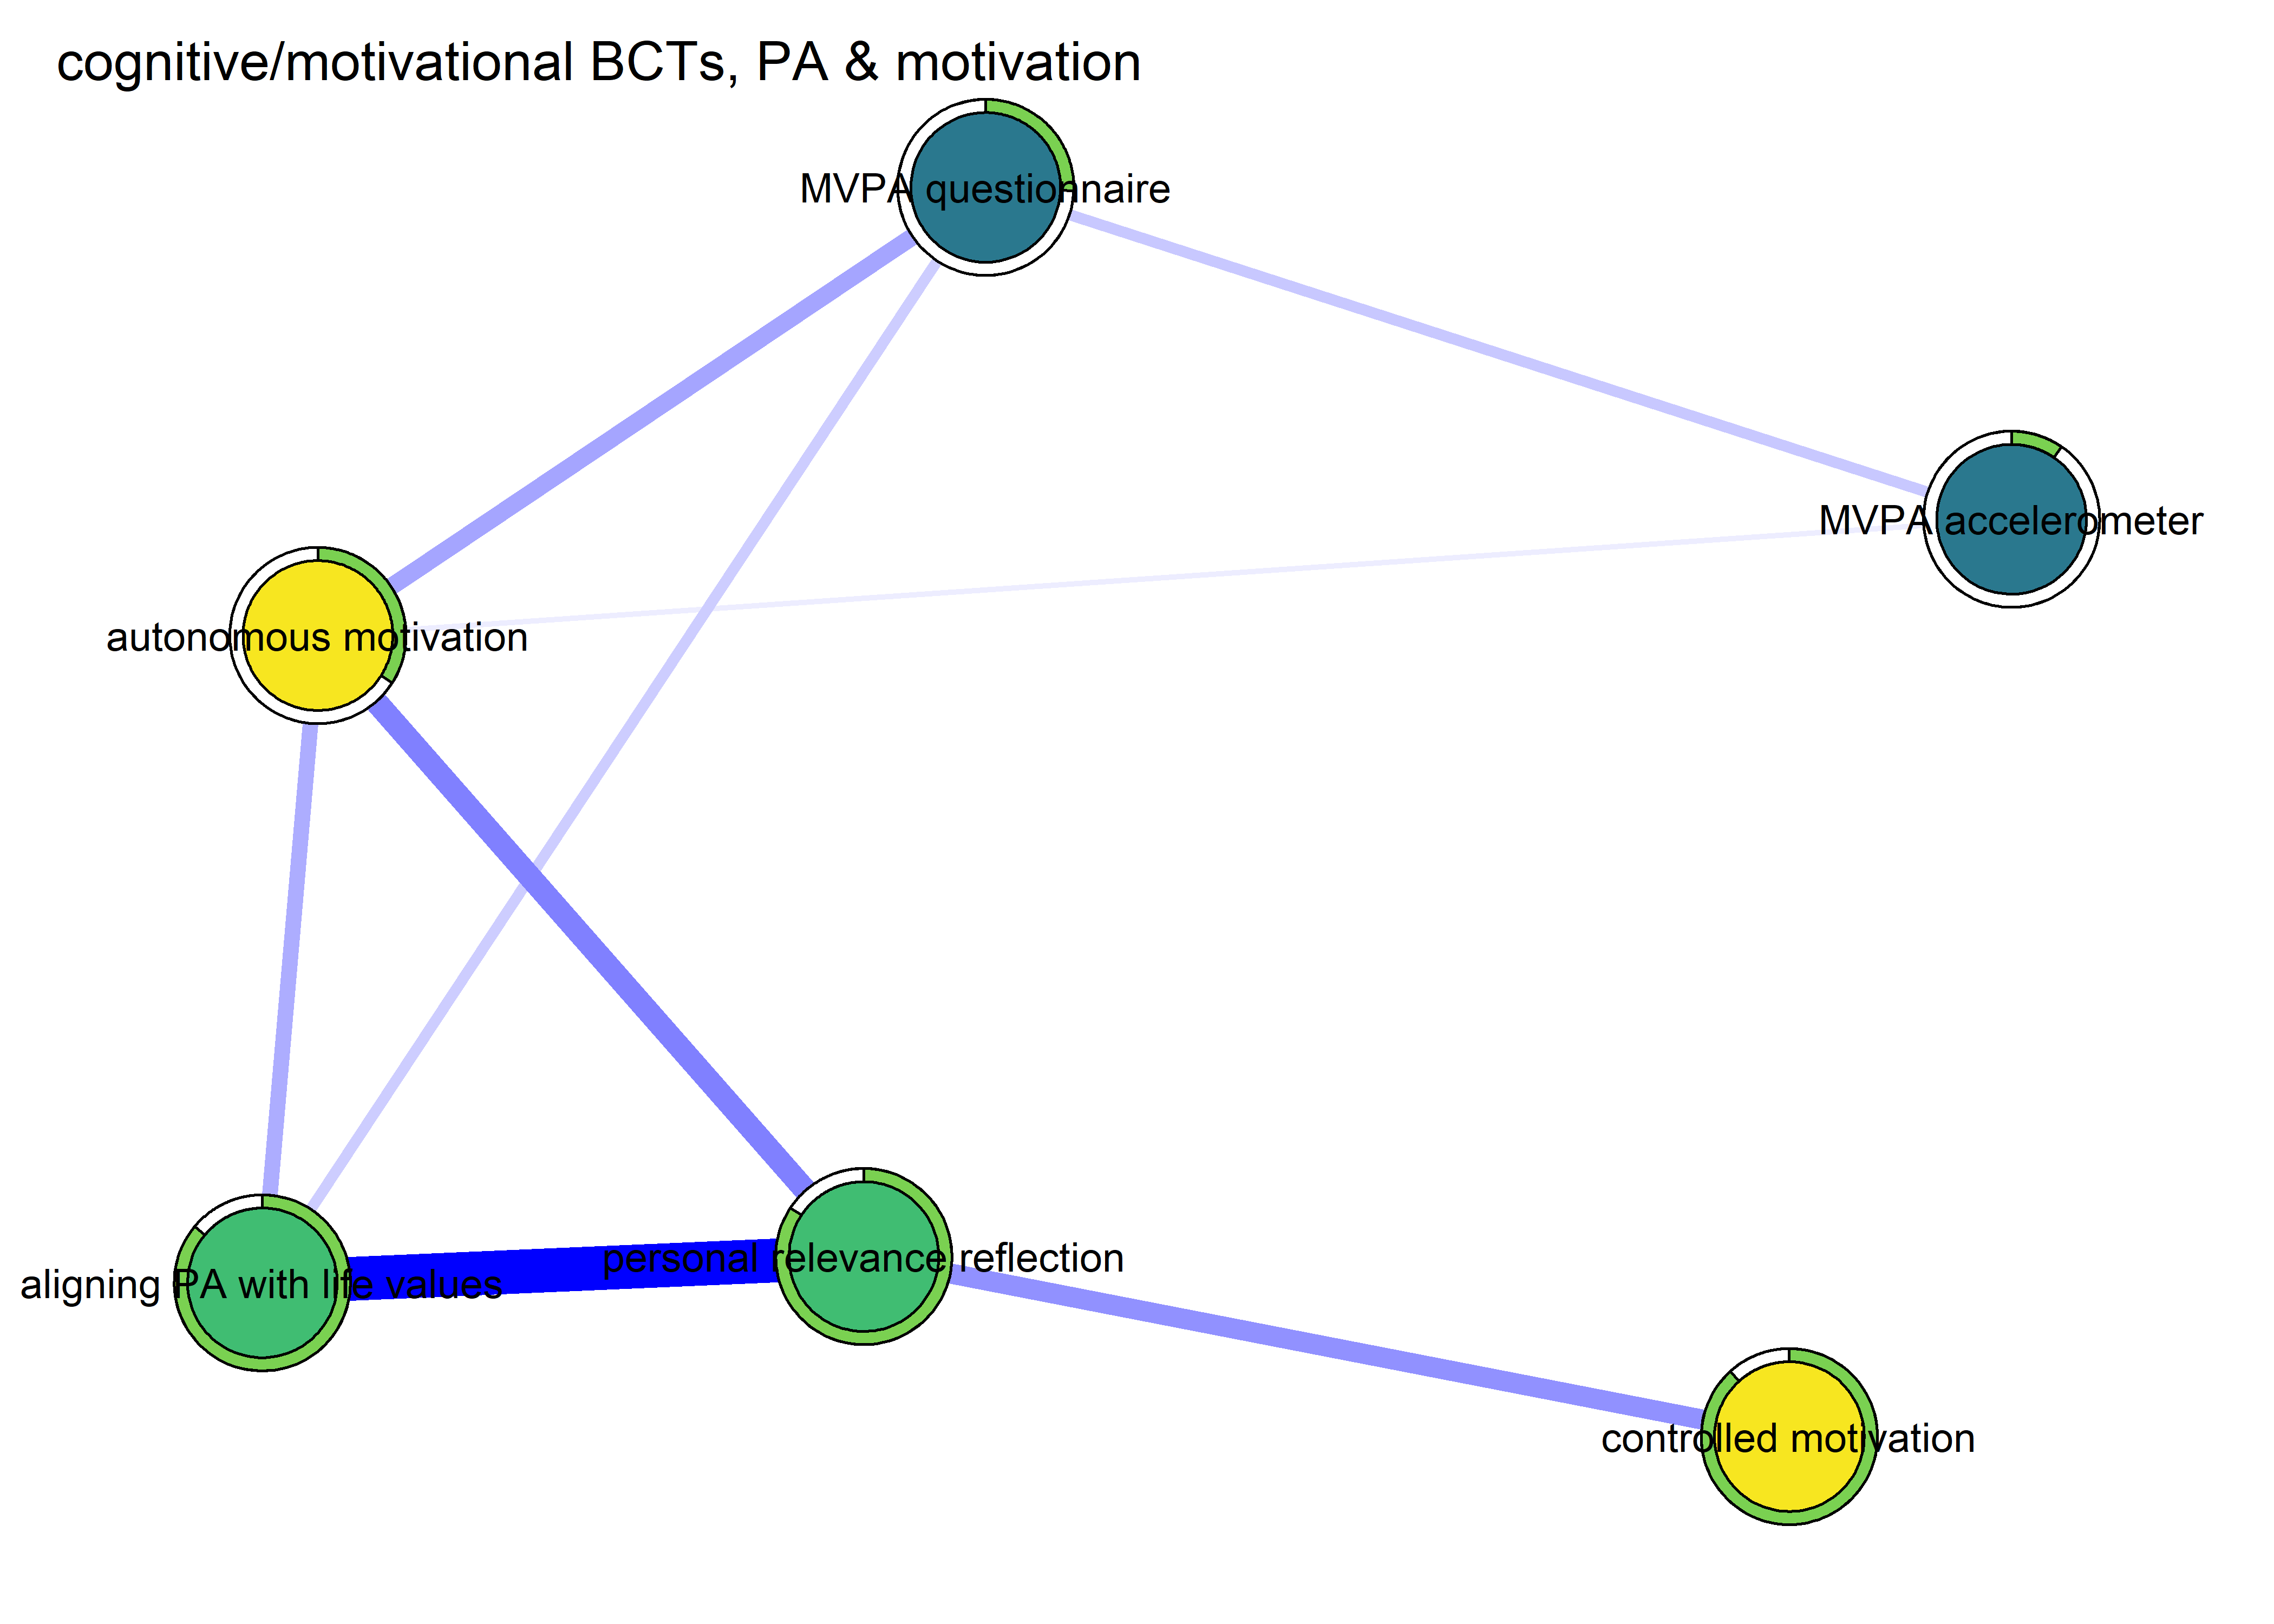 cognitive/motivational BCTs, PA & motivation
MVPA questionnaire
MVPA accelerometer
autonomous motivation
personal relevance reflection
aligning PA with life values
controlled motivation